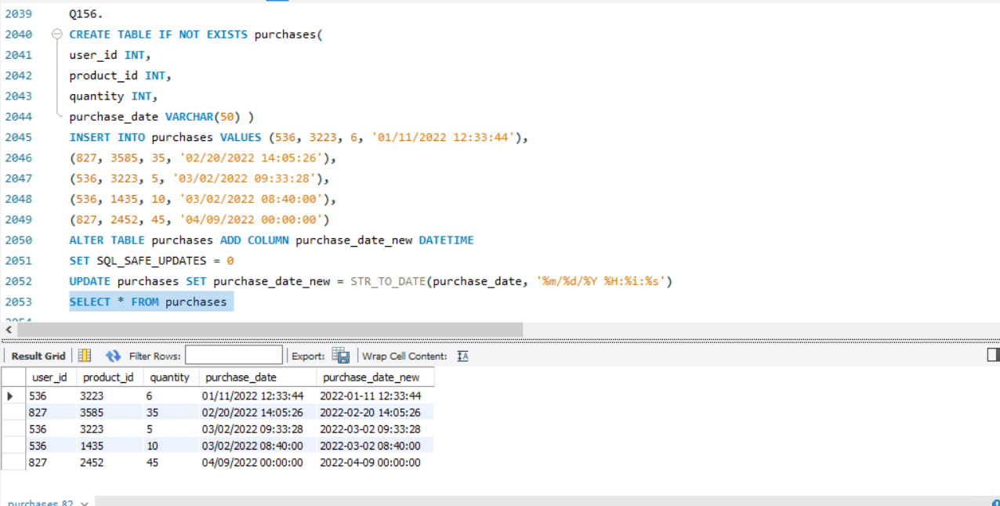 2039 Q156.
2040 CREATE TABLE IF NOT EXISTS purchases(
2041 user_id INT,
2042 product_id INT,
2043 quantity INT,
2044 purchase_date VARCHAR(50) )
2045 INSERT INTO purchases VALUES (536, 3223, 6, '01/11/2022 12:33:44'),
2046 (827, 3585, 35, '02/20/2022 14:05:26'),
2047 (536, 3223, 5, '03/02/2022 09:33:28'),
2048 (536, 1435, 10, '03/02/2022 08:40:00'),
2049 (827, 2452, 45, '04/09/2022 00:00:00')
2050 ALTER TABLE purchases ADD COLUMN purchase_date_new DATETIME
2051 SET SQL_SAFE_UPDATES = 0
2052 UPDATE purchases SET purchase_date_new = STR_TO_DATE(purchase_date, '%m/%d/%Y %H:%i:%s')
2053 SELECT * FROM purchases
2054
Result Grid Filter Rows: Export: Wrap Cell Content:
user_id product_id quantity purchase_date purchase_date_new
536 3223 6 01/11/2022 12:33:44 2022-01-11 12:33:44
827 3585 35 02/20/2022 14:05:26 2022-02-20 14:05:26
536 3223 5 03/02/2022 09:33:28 2022-03-02 09:33:28
536 1435 10 03/02/2022 08:40:00 2022-03-02 08:40:00
827 2452 45 04/09/2022 00:00:00 2022-04-09 00:00:00
purchases 82